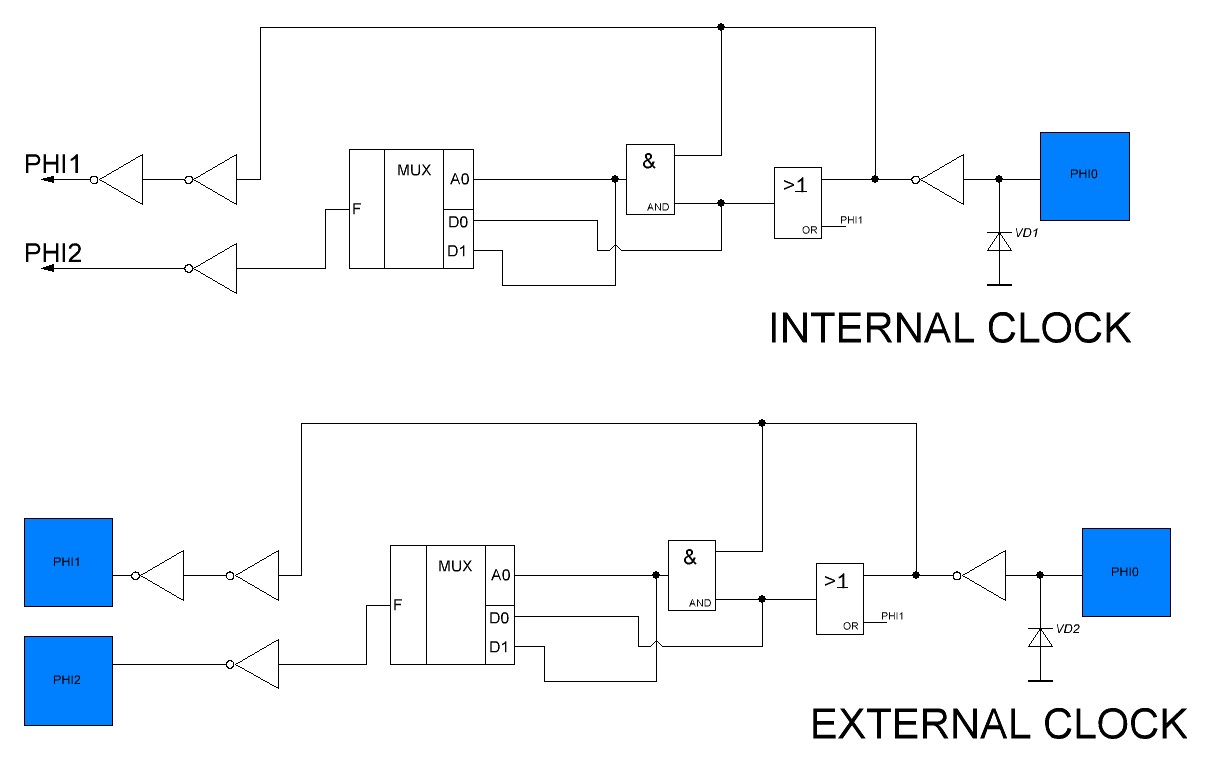 PHI1
PHI2
F
MUX
A0
D0
D1
&
AND
>1
OR
PHI1
PHI0
VD1
INTERNAL CLOCK
PHI1
PHI2
F
MUX
A0
D0
D1
&
AND
>1
OR
PHI1
PHI0
VD2
EXTERNAL CLOCK